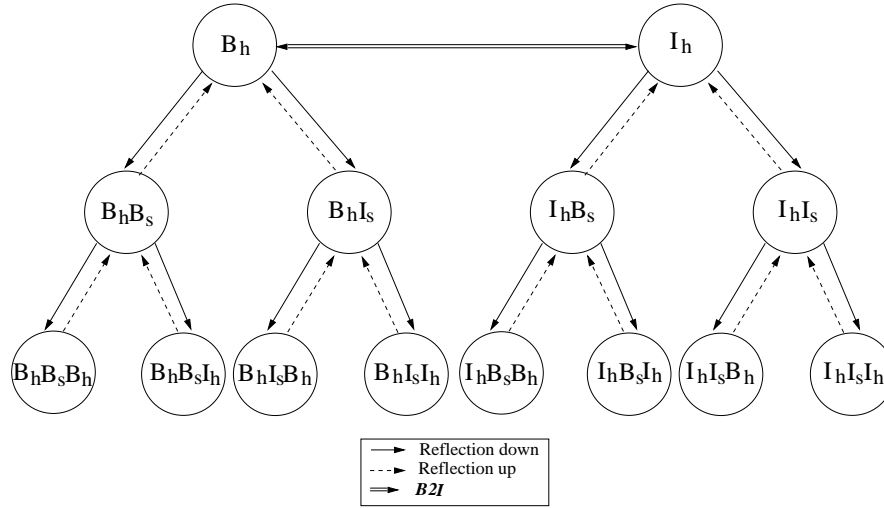 Bh Ih
BhBs BhIs IhBs IhIs
BhBsBh BhBsIh BhIsBh BhIsIh IhBsBh IhBsIh IhIsBh IhIsIh
Reflection down
Reflection up
B2I